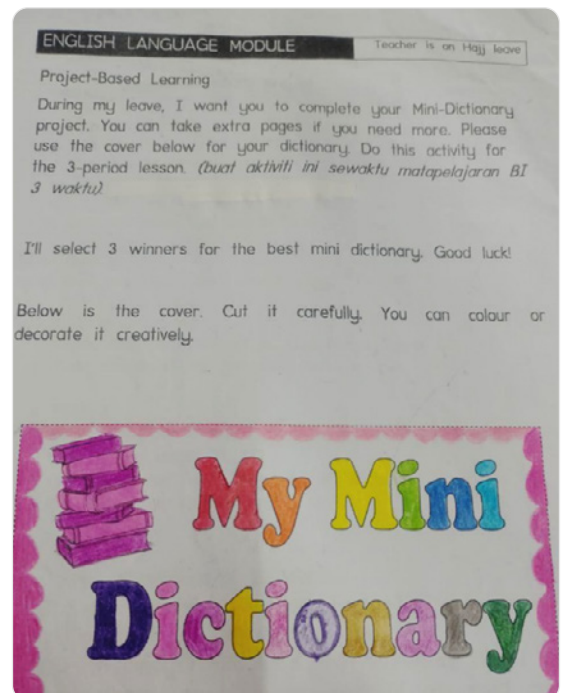 ENGLISH LANGUAGE MODULE
Teacher is on Hajj leave
Project-Based Learning
During my leave, I want you to complete your Mini-Dictionary
project. You can take extra pages if you need more. Please
use the cover below for your dictionary. Do this activity for
the 3-period lesson. (buat aktiviti ini sewaktu matapelajaran BI
3 waktu).
I'll select 3 winners for the best mini dictionary. Good luck!
Below is the cover. Cut it carefully. You can colour or
decorate it creatively.
My Mini
Dictionary